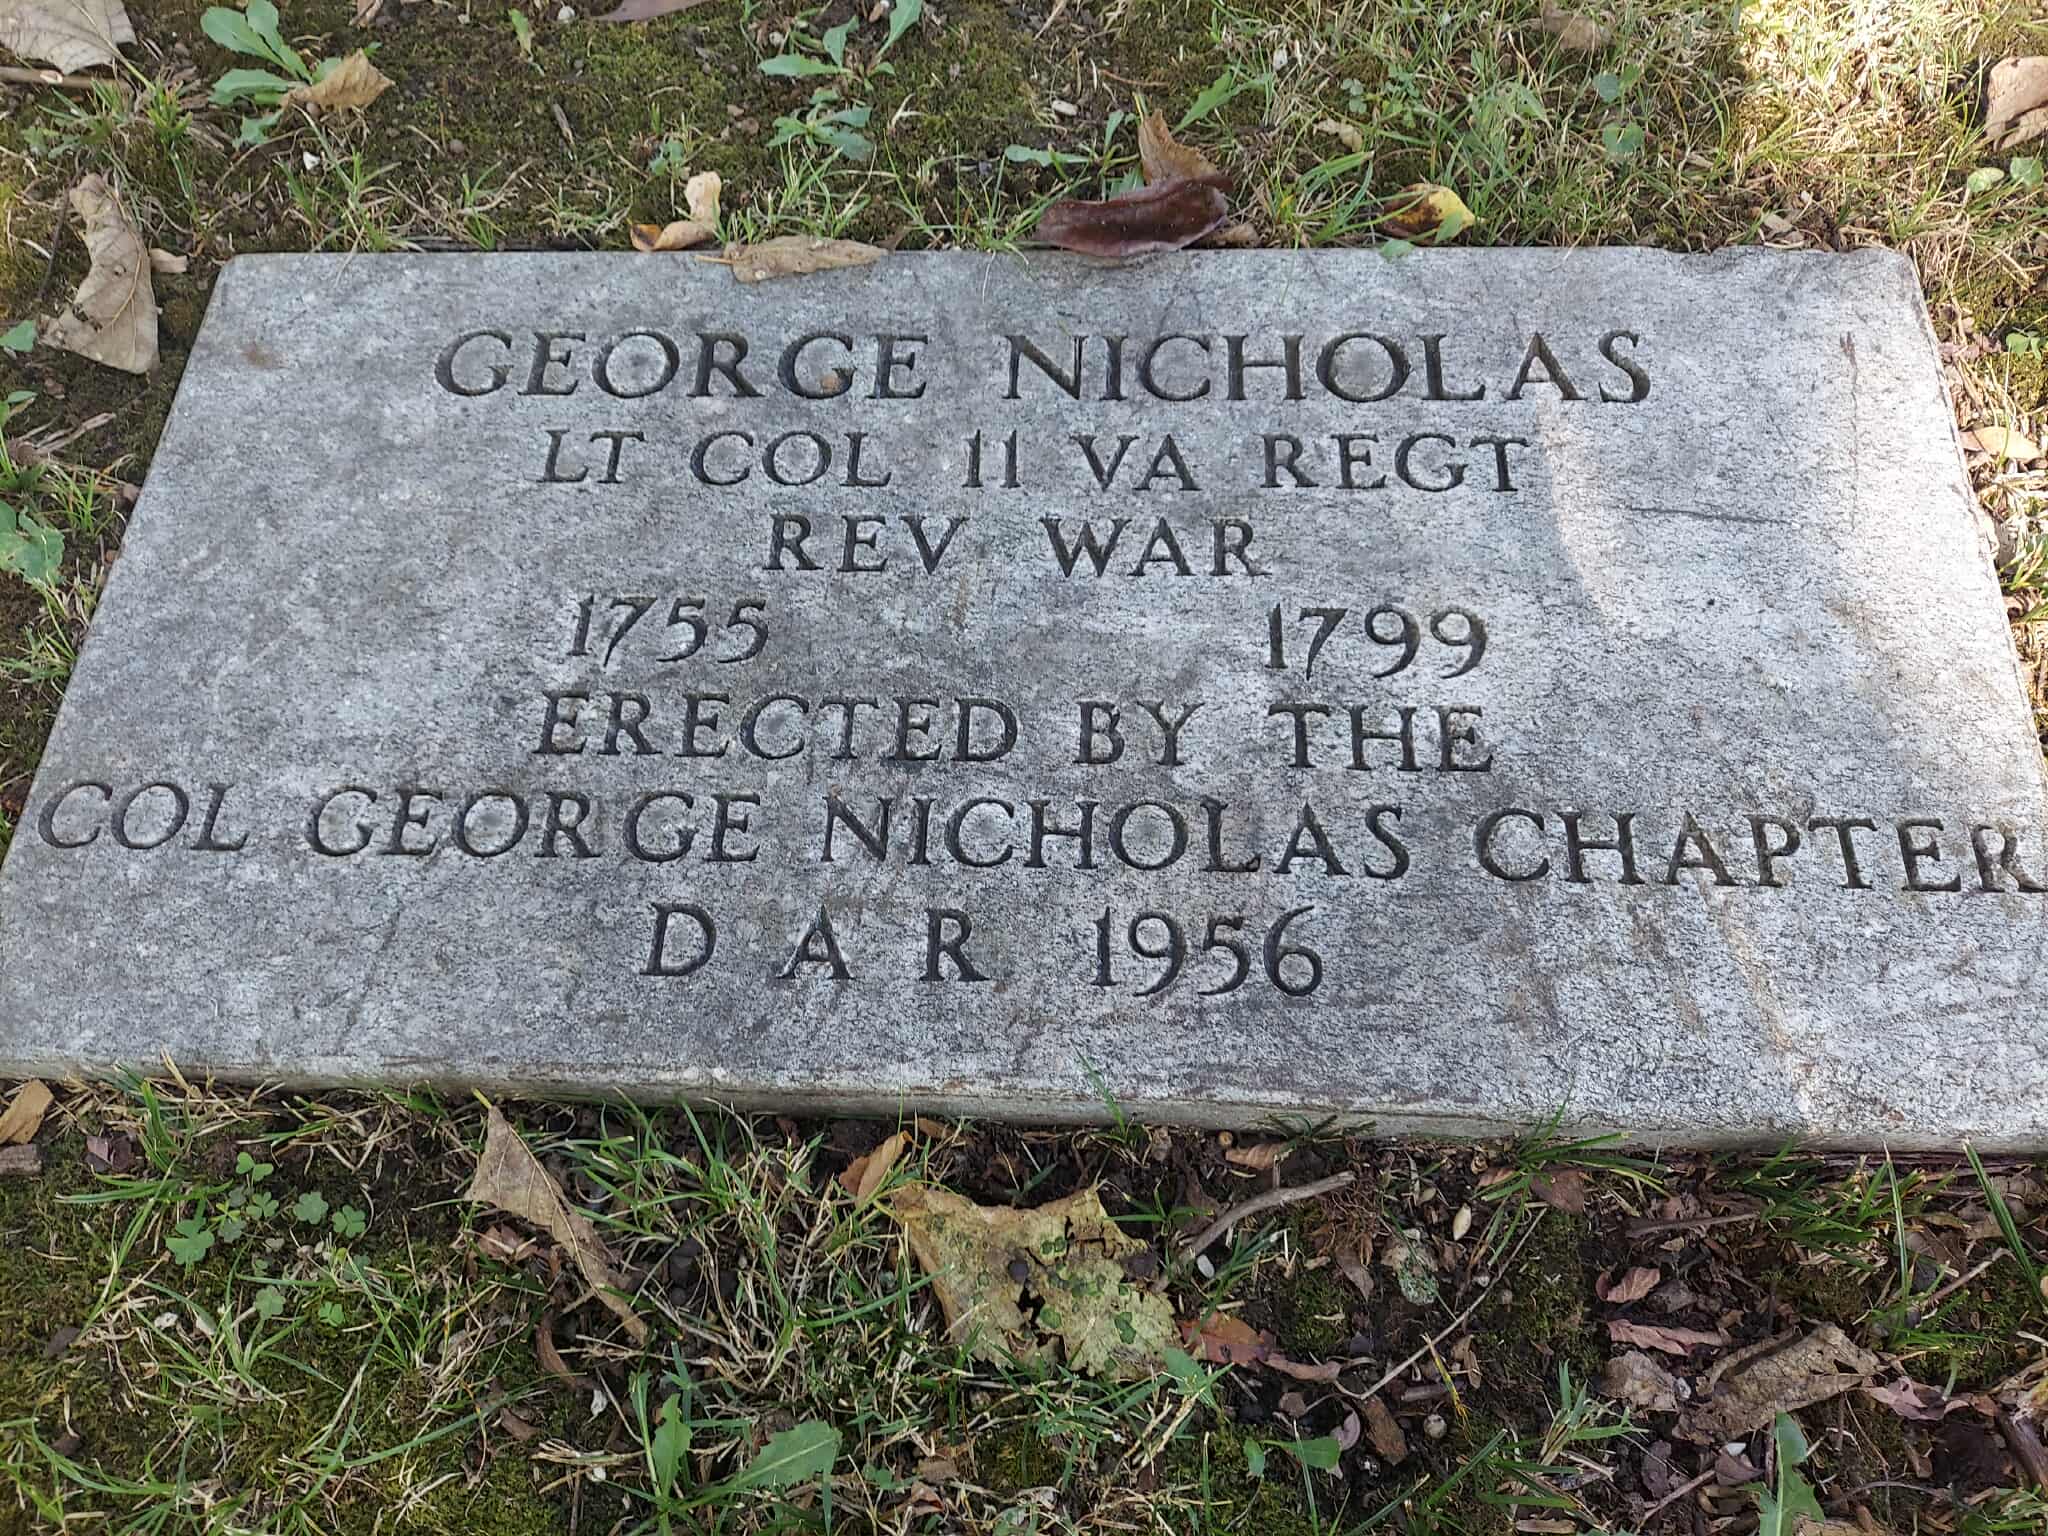 GEORGE NICHOLAS
LT COL 11 VA REGT
REV WAR
1755 1799
ERECTED BY THE
COL GEORGE NICHOLAS CHAPTER
D A R 1956